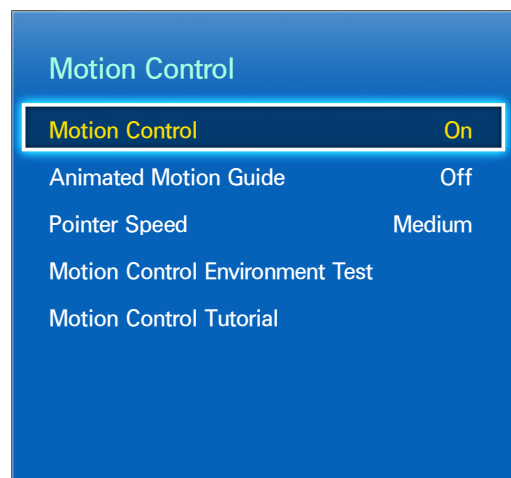 Motion Control
Motion Control On
Animated Motion Guide Off
Pointer Speed Medium
Motion Control Environment Test
Motion Control Tutorial